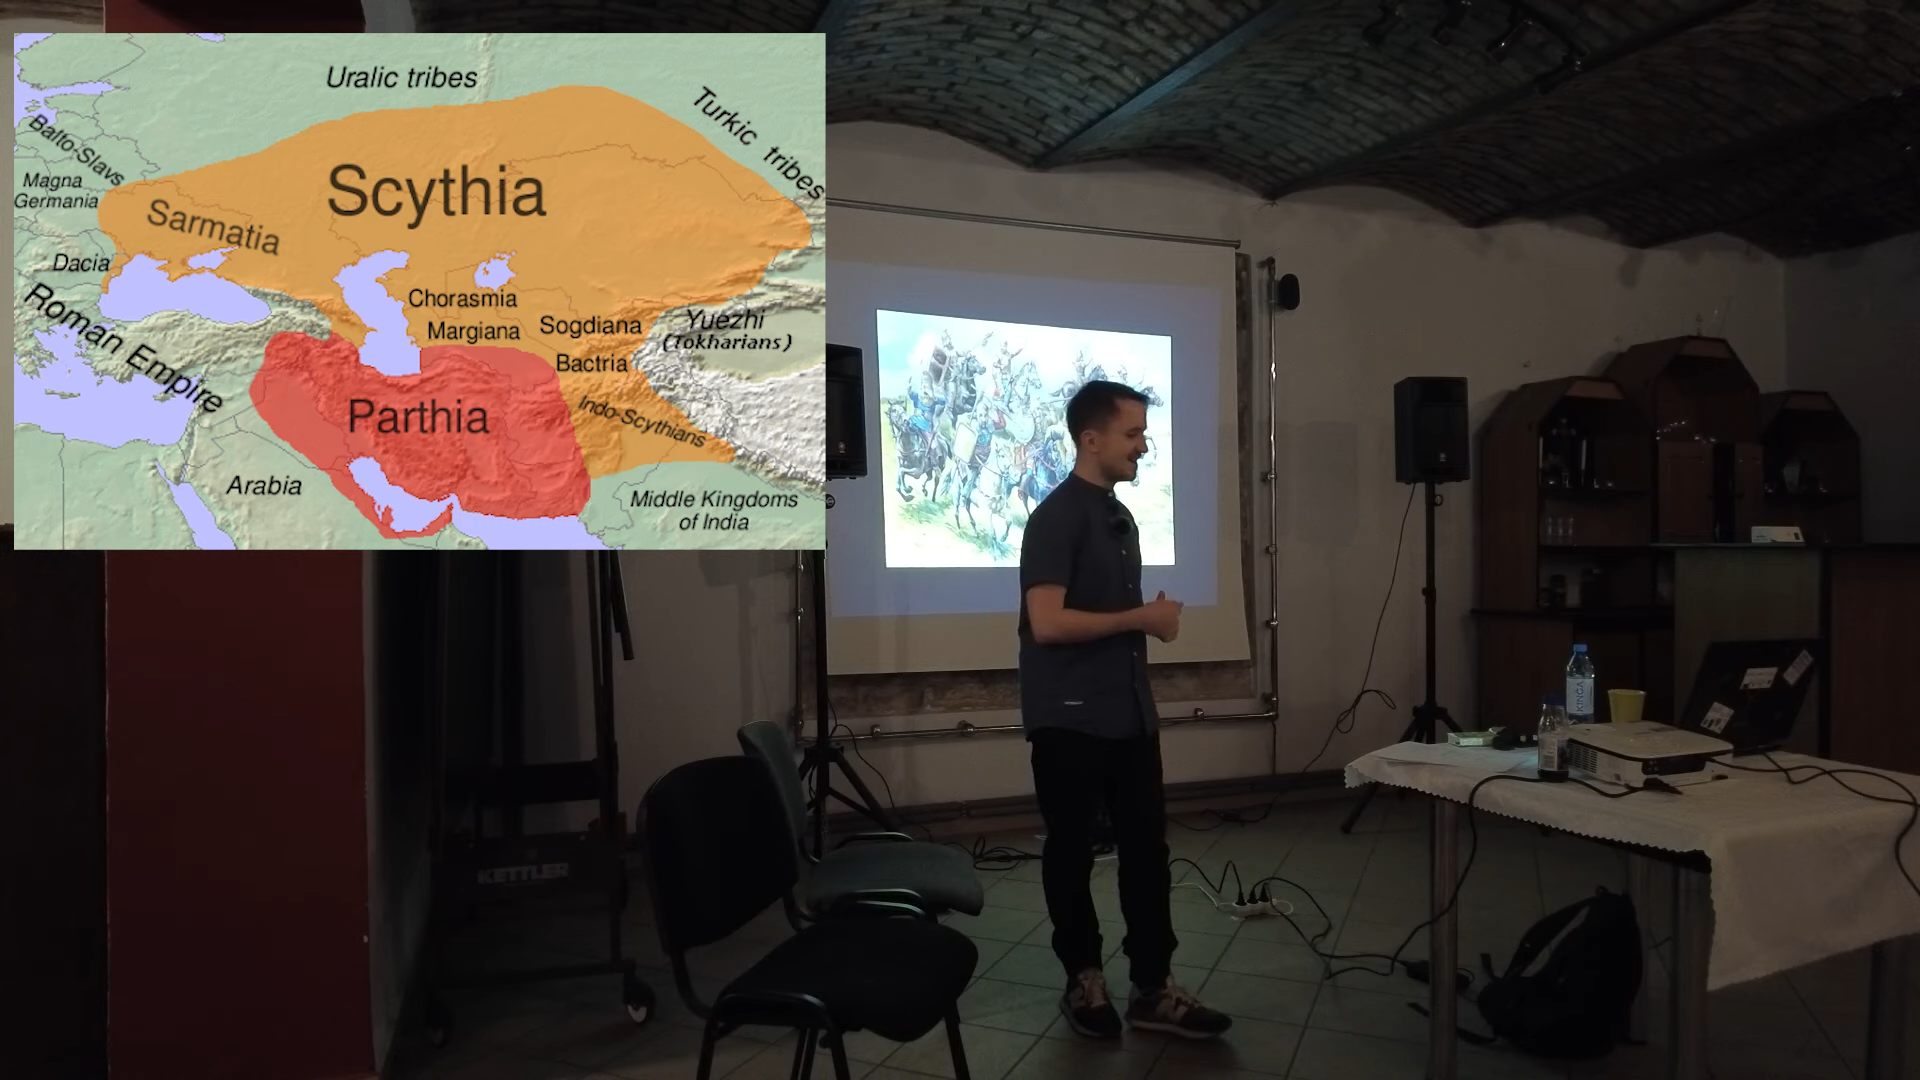 Uralic tribes
Turkic tribes
Balto-Slavs
Scythia
Magna
Germania
Sarmatia
Dacia
Roman Empire
Chorasmia
Margiana
Sogdiana
Bactria
Yuezhi
(Tokharians)
Parthia
Indo-Scythians
Arabia
Middle Kingdoms
of India
KINGA
KETTLER